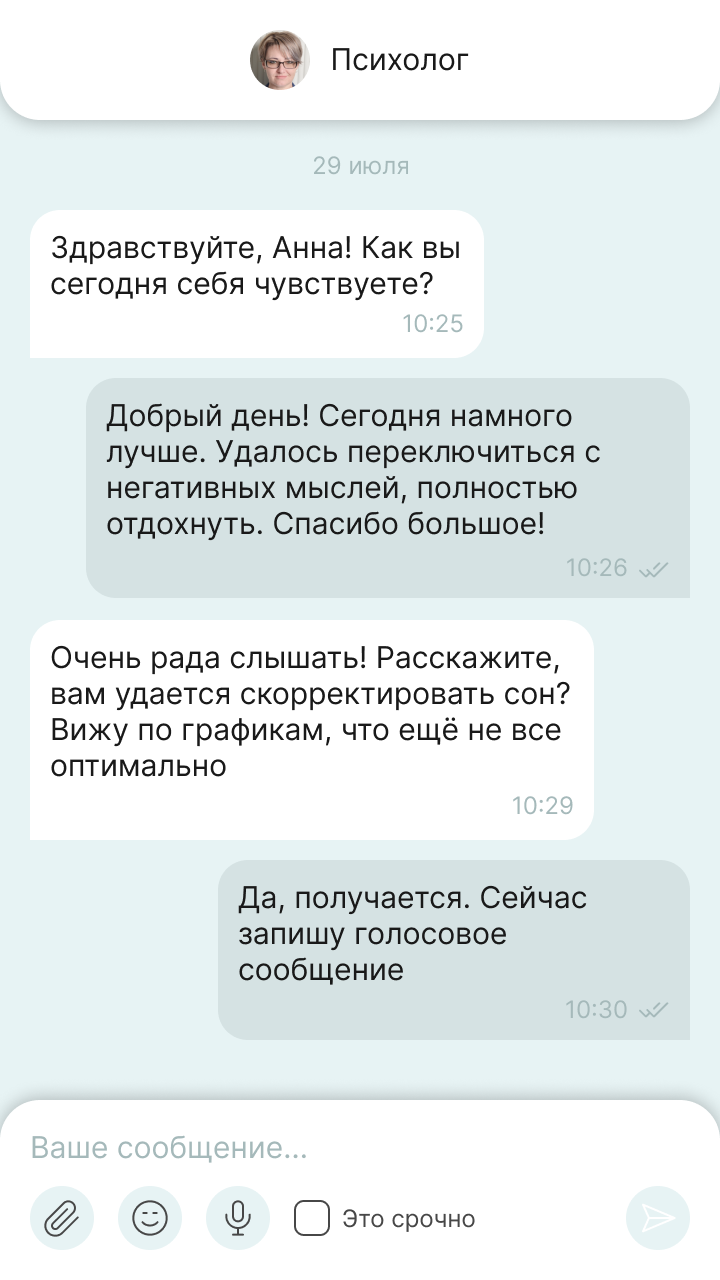 Психолог
29 июля
Здравствуйте, Анна! Как вы
сегодня себя чувствуете?
10:25
Добрый день! Сегодня намного
лучше. Удалось переключиться с
негативных мыслей, полностью
отдохнуть. Спасибо большое!
10:26
Очень рада слышать! Расскажите,
вам удается скорректировать сон?
Вижу по графикам, что ещё не все
оптимально
10:29
Да, получается. Сейчас
запишу голосовое
сообщение
10:30
Ваше сообщение...
Это срочно